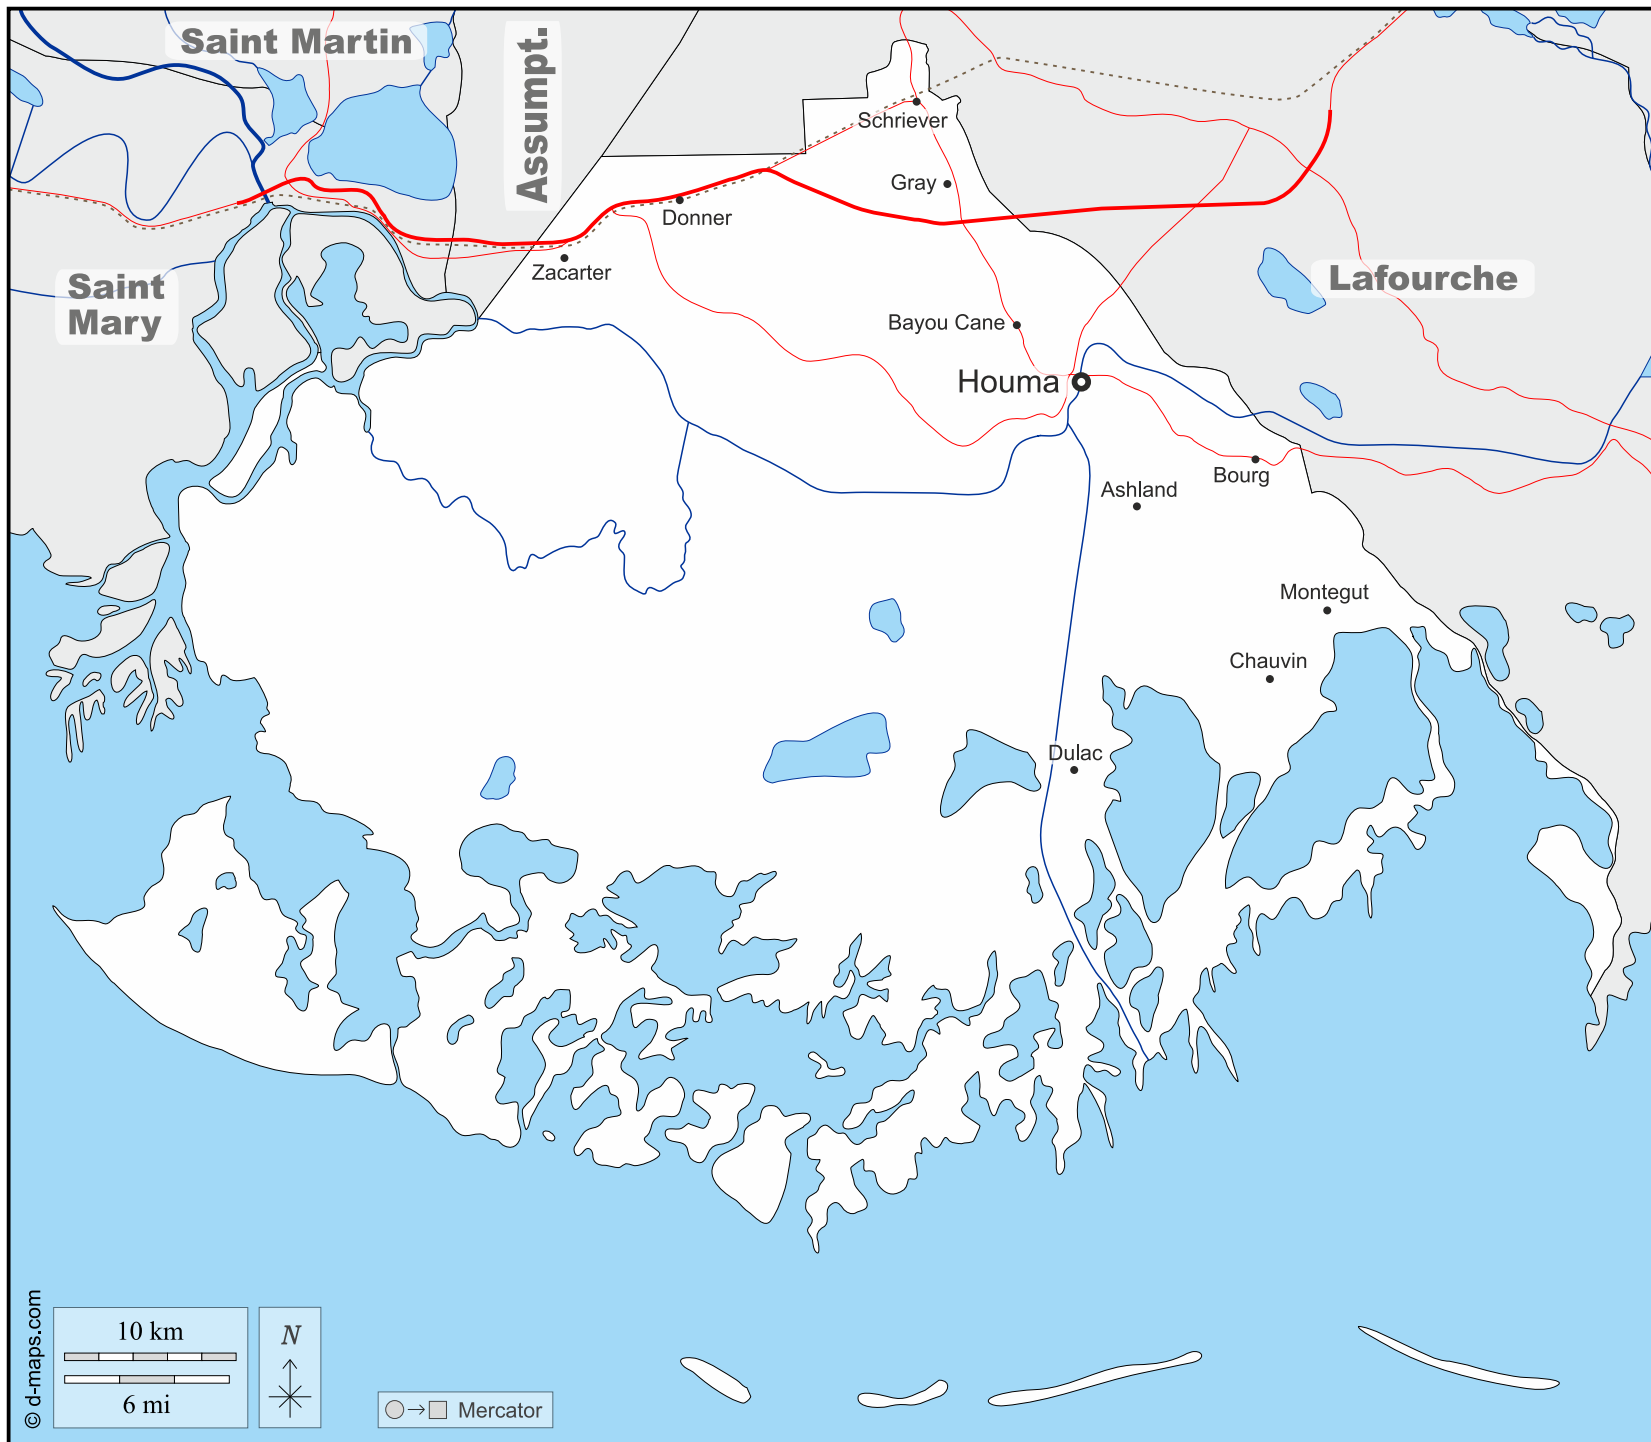 Saint Martin
Assumpt.
Schriever
Gray
Donner
Zacarter
Saint
Mary
Lafourche
Bayou Cane
Houma
Bourg
Ashland
Montegut
Chauvin
Dulac
© d-maps.com
10 km
6 mi
N
Mercator